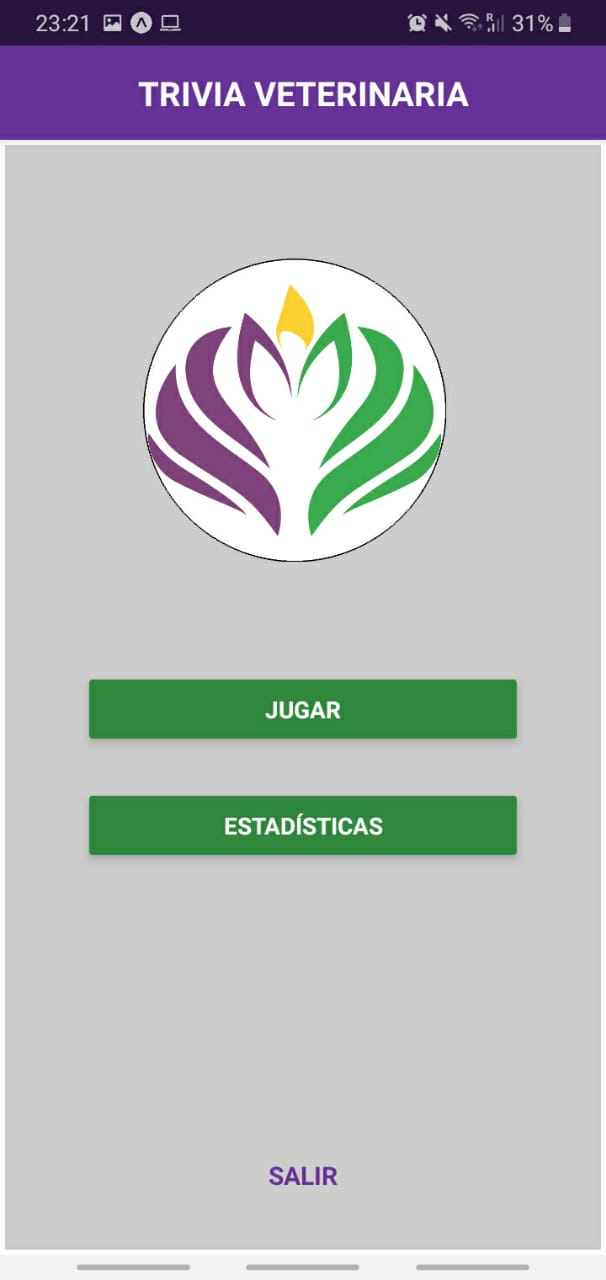 23:21 R 31%
TRIVIA VETERINARIA
JUGAR
ESTADÍSTICAS
SALIR